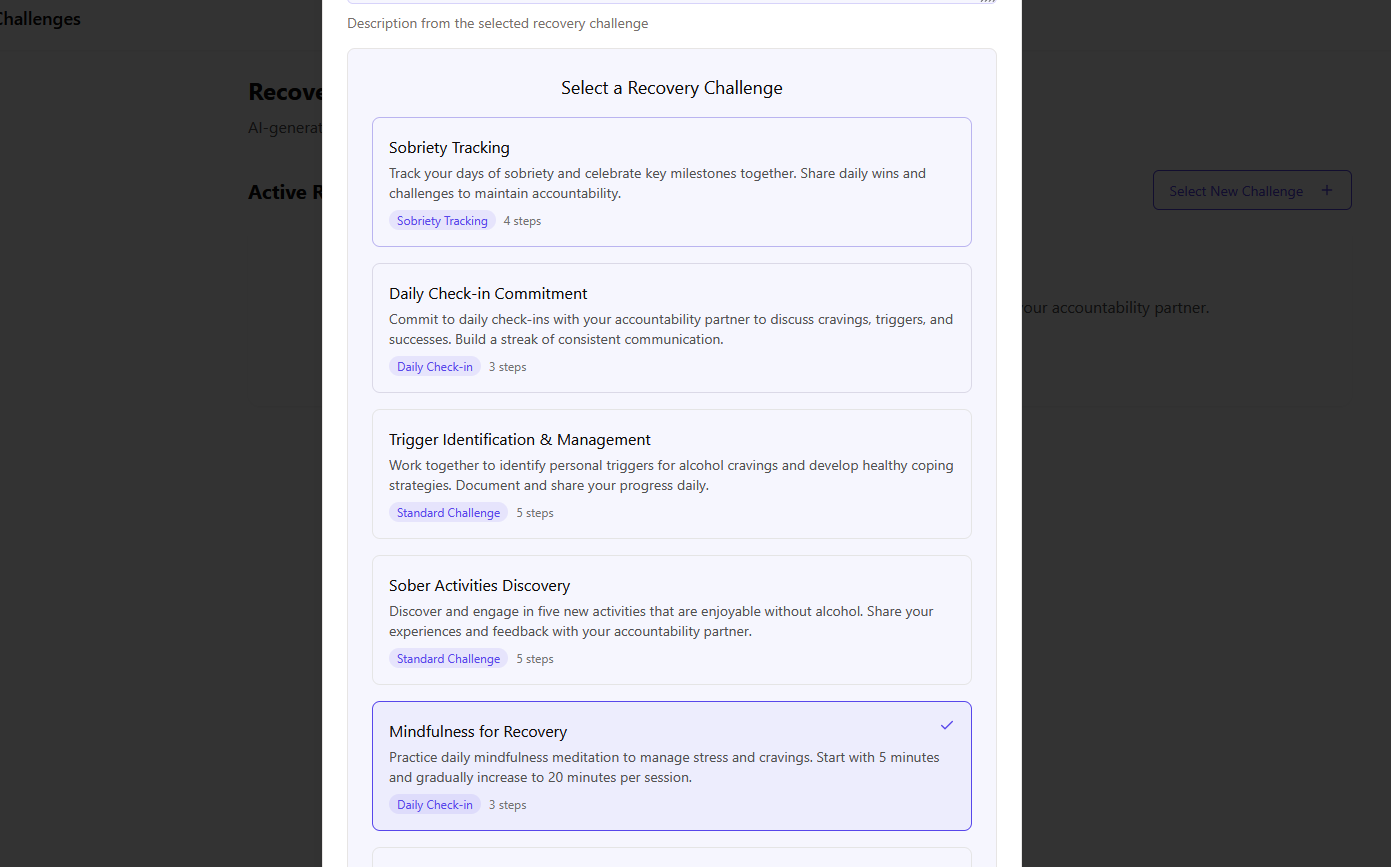 Challenges
Description from the selected recovery challenge
Select a Recovery Challenge
Recove
AI-generat
Active R
Select New Challenge +
Sobriety Tracking
Track your days of sobriety and celebrate key milestones together. Share daily wins and
challenges to maintain accountability.
Sobriety Tracking 4 steps
Daily Check-in Commitment
Commit to daily check-ins with your accountability partner to discuss cravings, triggers, and
successes. Build a streak of consistent communication.
Daily Check-in 3 steps
your accountability partner.
Trigger Identification & Management
Work together to identify personal triggers for alcohol cravings and develop healthy coping
strategies. Document and share your progress daily.
Standard Challenge 5 steps
Sober Activities Discovery
Discover and engage in five new activities that are enjoyable without alcohol. Share your
experiences and feedback with your accountability partner.
Standard Challenge 5 steps
Mindfulness for Recovery
Practice daily mindfulness meditation to manage stress and cravings. Start with 5 minutes
and gradually increase to 20 minutes per session.
Daily Check-in 3 steps